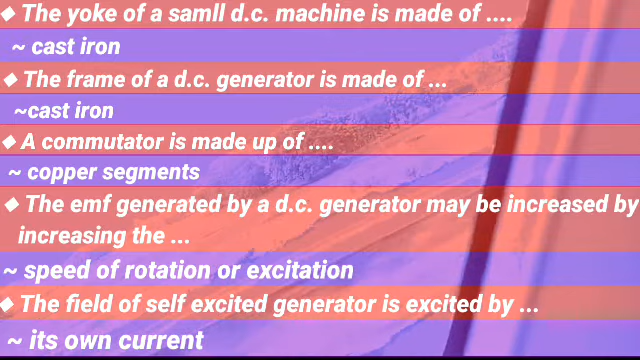 ◆ The yoke of a samll d.c. machine is made of ....
~ cast iron
◆ The frame of a d.c. generator is made of ...
~cast iron
◆ A commutator is made up of ....
~ copper segments
◆ The emf generated by a d.c. generator may be increased by
increasing the ...
~ speed of rotation or excitation
◆ The field of self excited generator is excited by ...
~ its own current